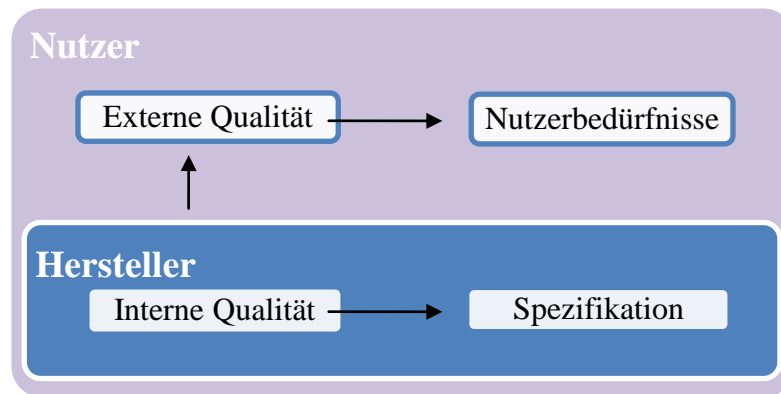 Nutzer
Externe Qualität
Nutzerbedürfnisse
Hersteller
Interne Qualität
Spezifikation